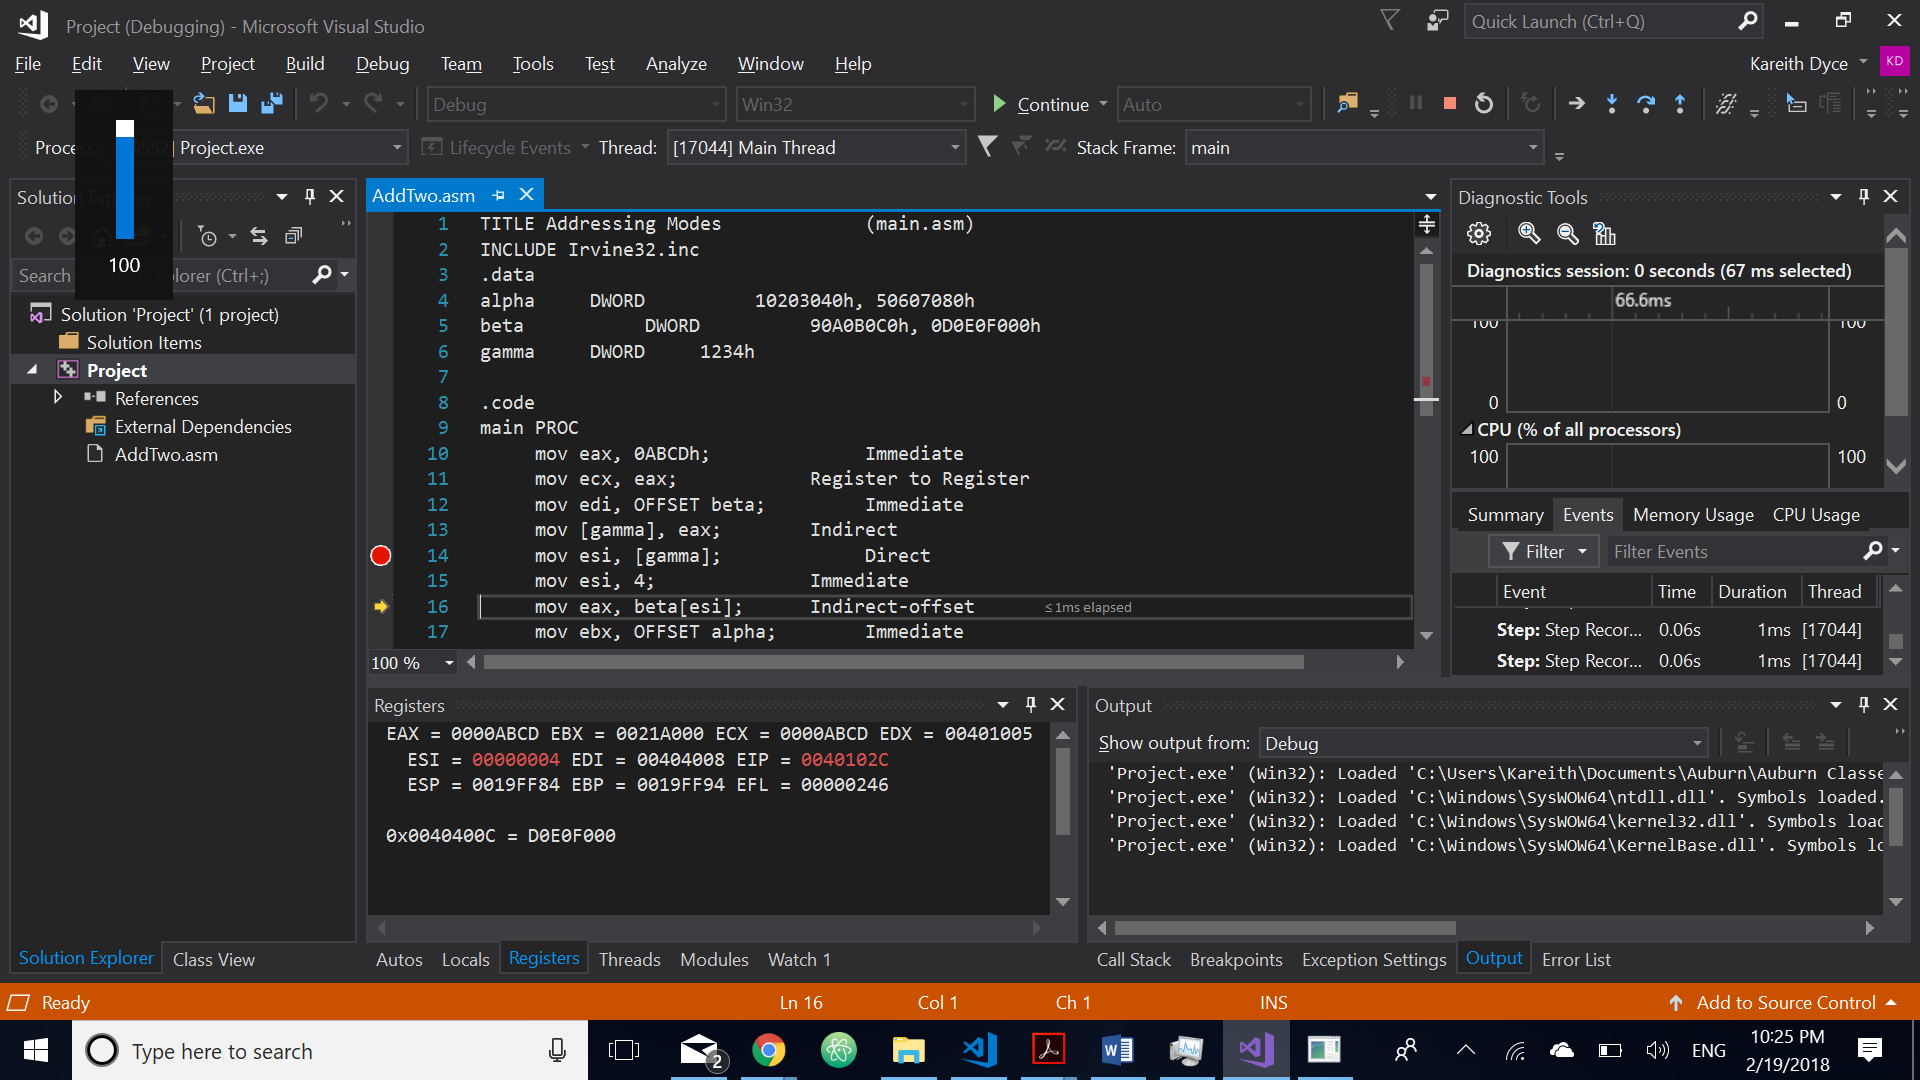 Project (Debugging) - Microsoft Visual Studio
Quick Launch (Ctrl+Q)
File Edit View Project Build Debug Team Tools Test Analyze Window Help
Kareith Dyce KD
Debug Win32 Continue Auto
Project.exe Lifecycle Events Thread: [17044] Main Thread Stack Frame: main
100
Search
Solution 'Project' (1 project)
Solution Items
Project
References
External Dependencies
AddTwo.asm
Solution Explorer Class View
AddTwo.asm
1 TITLE Addressing Modes (main.asm)
2 INCLUDE Irvine32.inc
3 .data
4 alpha DWORD 10203040h, 50607080h
5 beta DWORD 90A0B0C0h, 0D0E0F000h
6 gamma DWORD 1234h
7
8 .code
9 main PROC
10 mov eax, 0ABCDh; Immediate
11 mov ecx, eax; Register to Register
12 mov edi, OFFSET beta; Immediate
13 mov [gamma], eax; Indirect
14 mov esi, [gamma]; Direct
15 mov esi, 4; Immediate
16 mov eax, beta[esi]; Indirect-offset ≤1ms elapsed
17 mov ebx, OFFSET alpha; Immediate
100 %
Registers
EAX = 0000ABCD EBX = 0021A000 ECX = 0000ABCD EDX = 00401005
ESI = 00000004 EDI = 00404008 EIP = 0040102C
ESP = 0019FF84 EBP = 0019FF94 EFL = 00000246
0x0040400C = D0E0F000
Autos Locals Registers Threads Modules Watch 1
Diagnostic Tools
Diagnostics session: 0 seconds (67 ms selected)
66.6ms
100 100
0 0
CPU (% of all processors)
100 100
Summary Events Memory Usage CPU Usage
Filter Filter Events
Event Time Duration Thread
Step: Step Recor... 0.06s 1ms [17044]
Step: Step Recor... 0.06s 1ms [17044]
Output
Show output from: Debug
'Project.exe' (Win32): Loaded 'C:\Users\Kareith\Documents\Auburn\Auburn Classe
'Project.exe' (Win32): Loaded 'C:\Windows\SysWOW64\ntdll.dll'. Symbols loaded.
'Project.exe' (Win32): Loaded 'C:\Windows\SysWOW64\kernel32.dll'. Symbols load
'Project.exe' (Win32): Loaded 'C:\Windows\SysWOW64\KernelBase.dll'. Symbols lo
Call Stack Breakpoints Exception Settings Output Error List
Ready Ln 16 Col 1 Ch 1 INS Add to Source Control
Type here to search
2
ENG
10:25 PM
2/19/2018